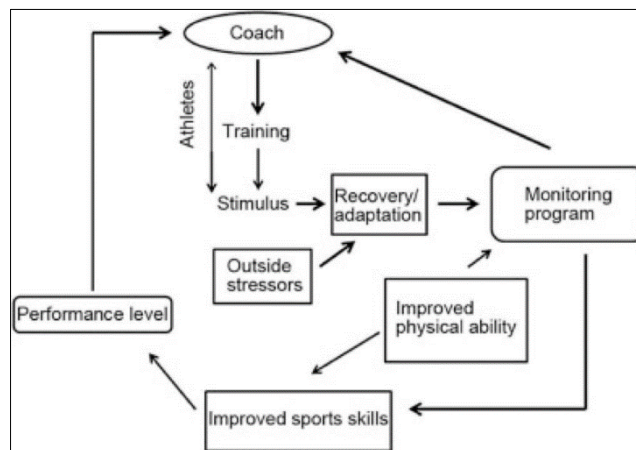 Coach
Athletes
Training
Stimulus
Recovery/
adaptation
Monitoring
program
Outside
stressors
Improved
physical ability
Performance level
Improved sports skills